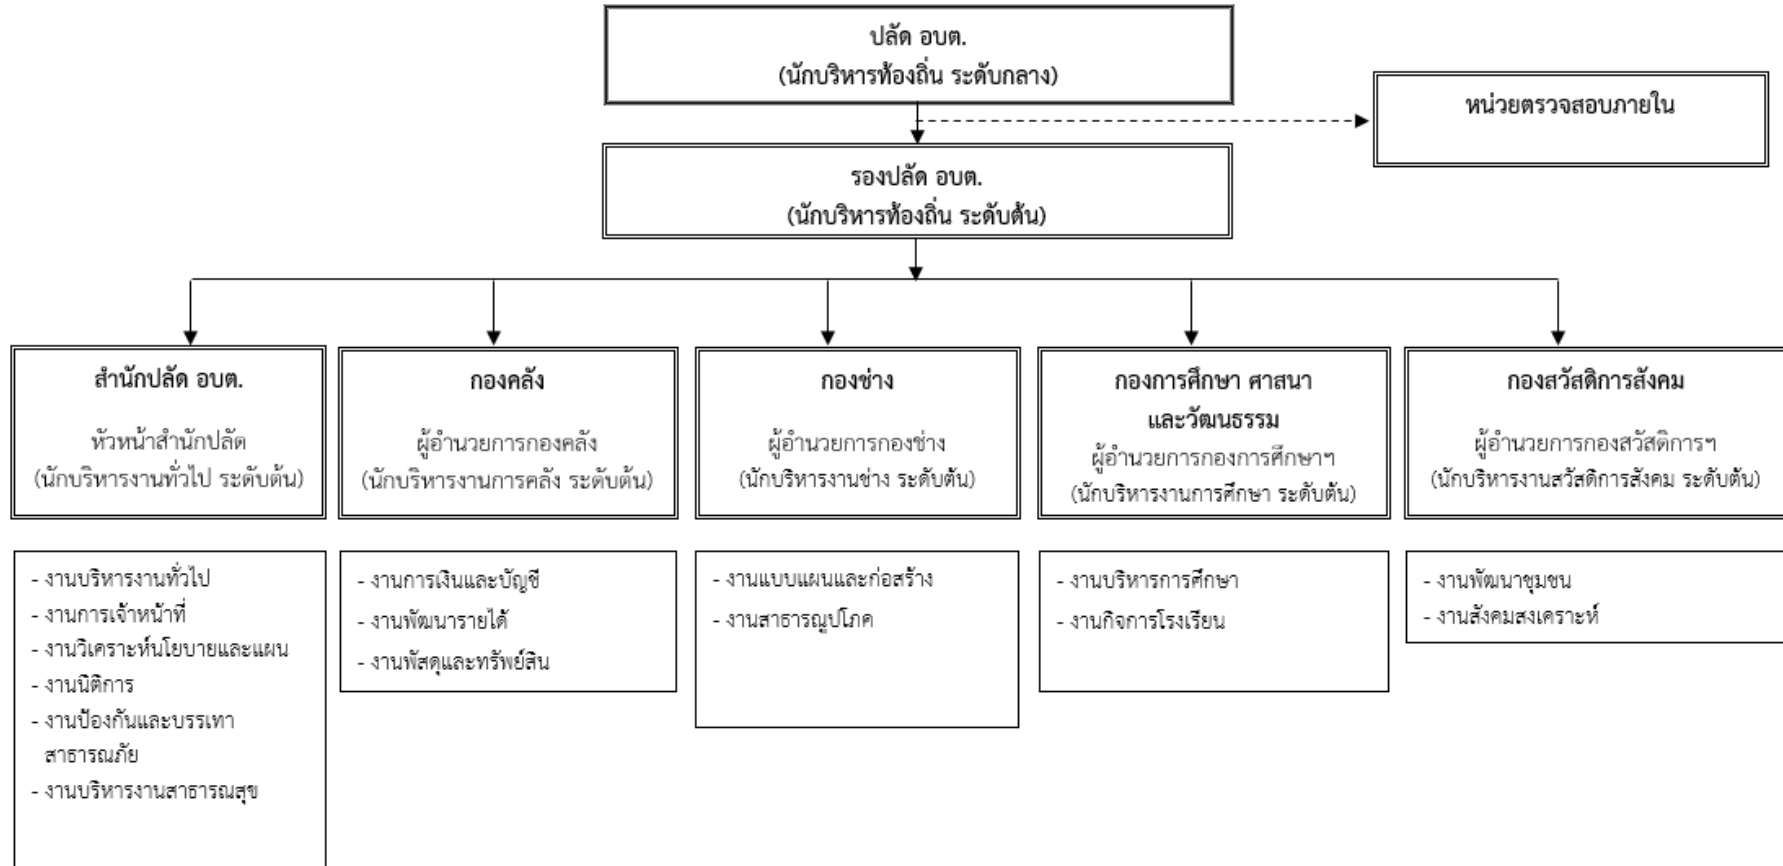 ปลัด อบต.
(นักบริหารท้องถิ่น ระดับกลาง)
หน่วยตรวจสอบภายใน
รองปลัด อบต.
(นักบริหารท้องถิ่น ระดับต้น)
สำนักปลัด อบต.
หัวหน้าสำนักปลัด
(นักบริหารงานทั่วไป ระดับต้น)
กองคลัง
ผู้อำนวยการกองคลัง
(นักบริหารงานการคลัง ระดับต้น)
กองช่าง
ผู้อำนวยการกองช่าง
(นักบริหารงานช่าง ระดับต้น)
กองการศึกษา ศาสนา
และวัฒนธรรม
ผู้อำนวยการกองการศึกษาฯ
(นักบริหารงานการศึกษา ระดับต้น)
กองสวัสดิการสังคม
ผู้อำนวยการกองสวัสดิการฯ
(นักบริหารงานสวัสดิการสังคม ระดับต้น)
- งานบริหารงานทั่วไป
- งานการเจ้าหน้าที่
- งานวิเคราะห์นโยบายและแผน
- งานนิติการ
- งานป้องกันและบรรเทา
สาธารณภัย
- งานบริหารงานสาธารณสุข
- งานการเงินและบัญชี
- งานพัฒนารายได้
- งานพัสดุและทรัพย์สิน
- งานแบบแผนและก่อสร้าง
- งานสาธารณูปโภค
- งานบริหารการศึกษา
- งานกิจการโรงเรียน
- งานพัฒนาชุมชน
- งานสังคมสงเคราะห์